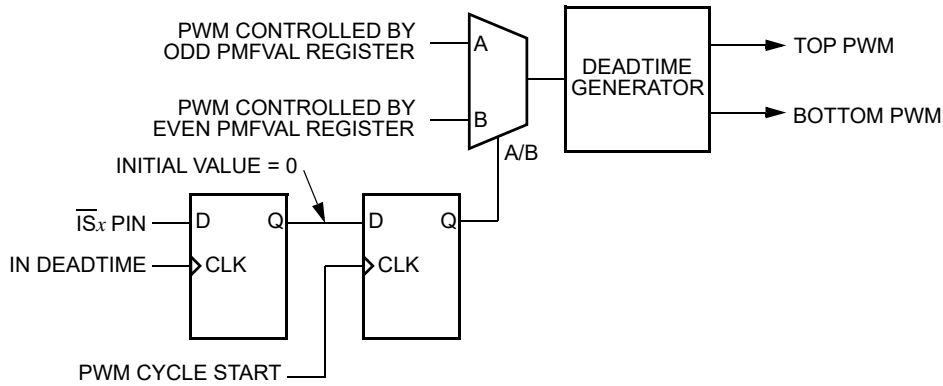 PWM CONTROLLED BY
ODD PMFVAL REGISTER
A
DEADTIME
GENERATOR
TOP PWM
BOTTOM PWM
PWM CONTROLLED BY
EVEN PMFVAL REGISTER
B
A/B
INITIAL VALUE = 0
I̅S̅x PIN
D
Q
D
Q
IN DEADTIME
CLK
CLK
PWM CYCLE START